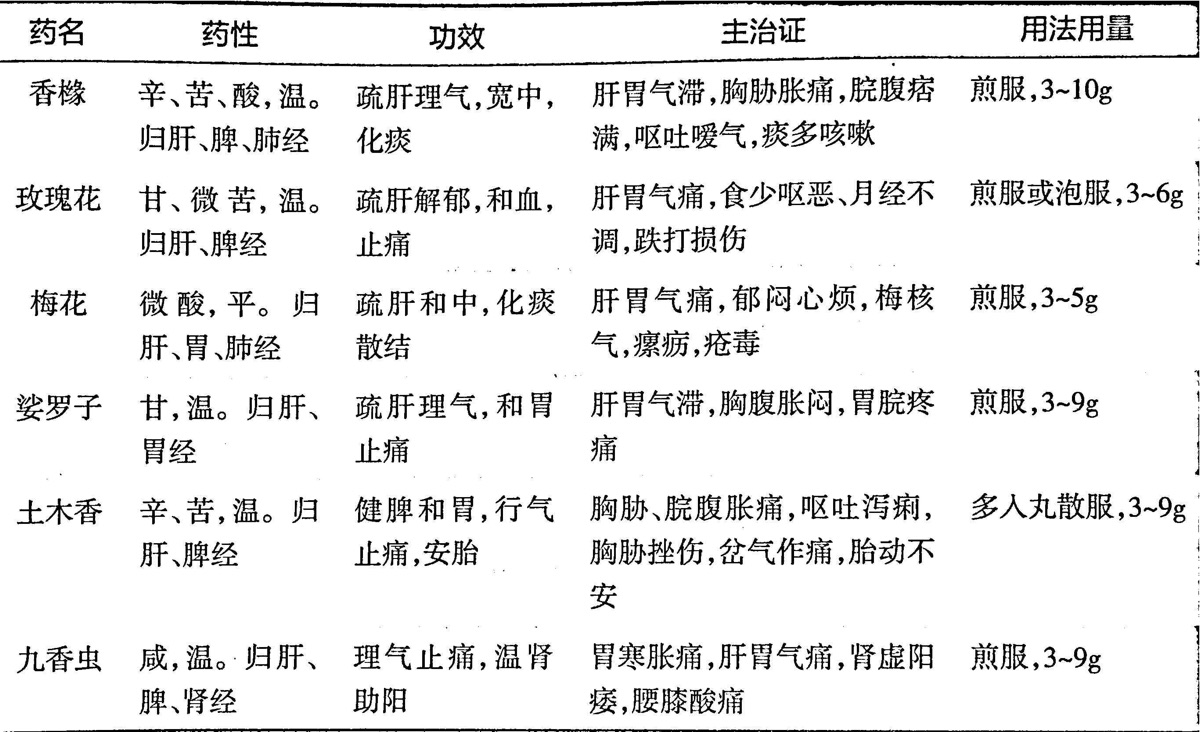 药名 药性 功效 主治证 用法用量
香橼 辛、苦、酸，温。 疏肝理气，宽中， 肝胃气滞，胸胁胀痛，脘腹痞 煎服，3~10g
归肝、脾、肺经 化痰 满，呕吐嗳气，痰多咳嗽
玫瑰花 甘、微苦，温。 疏肝解郁，和血， 肝胃气痛，食少呕恶、月经不 煎服或泡服，3~6g
归肝、脾经 止痛 调，跌打损伤
梅花 微酸，平。归 疏肝和中，化痰 肝胃气痛，郁闷心烦，梅核 煎服，3~5g
肝、胃、肺经 散结 气，瘰疬，疮毒
娑罗子 甘，温。归肝、 疏肝理气，和胃 肝胃气滞，胸腹胀闷，胃脘疼 煎服，3~9g
胃经 止痛 痛
土木香 辛、苦，温。归 健脾和胃，行气 胸胁、脘腹胀痛，呕吐泻痢， 多入丸散服，3~9g
肝、脾经 止痛，安胎 胸胁挫伤，岔气作痛，胎动不
安
九香虫 咸，温。归肝、 理气止痛，温肾 胃寒胀痛，肝胃气痛，肾虚阳 煎服，3~9g
脾、肾经 助阳 痿，腰膝酸痛